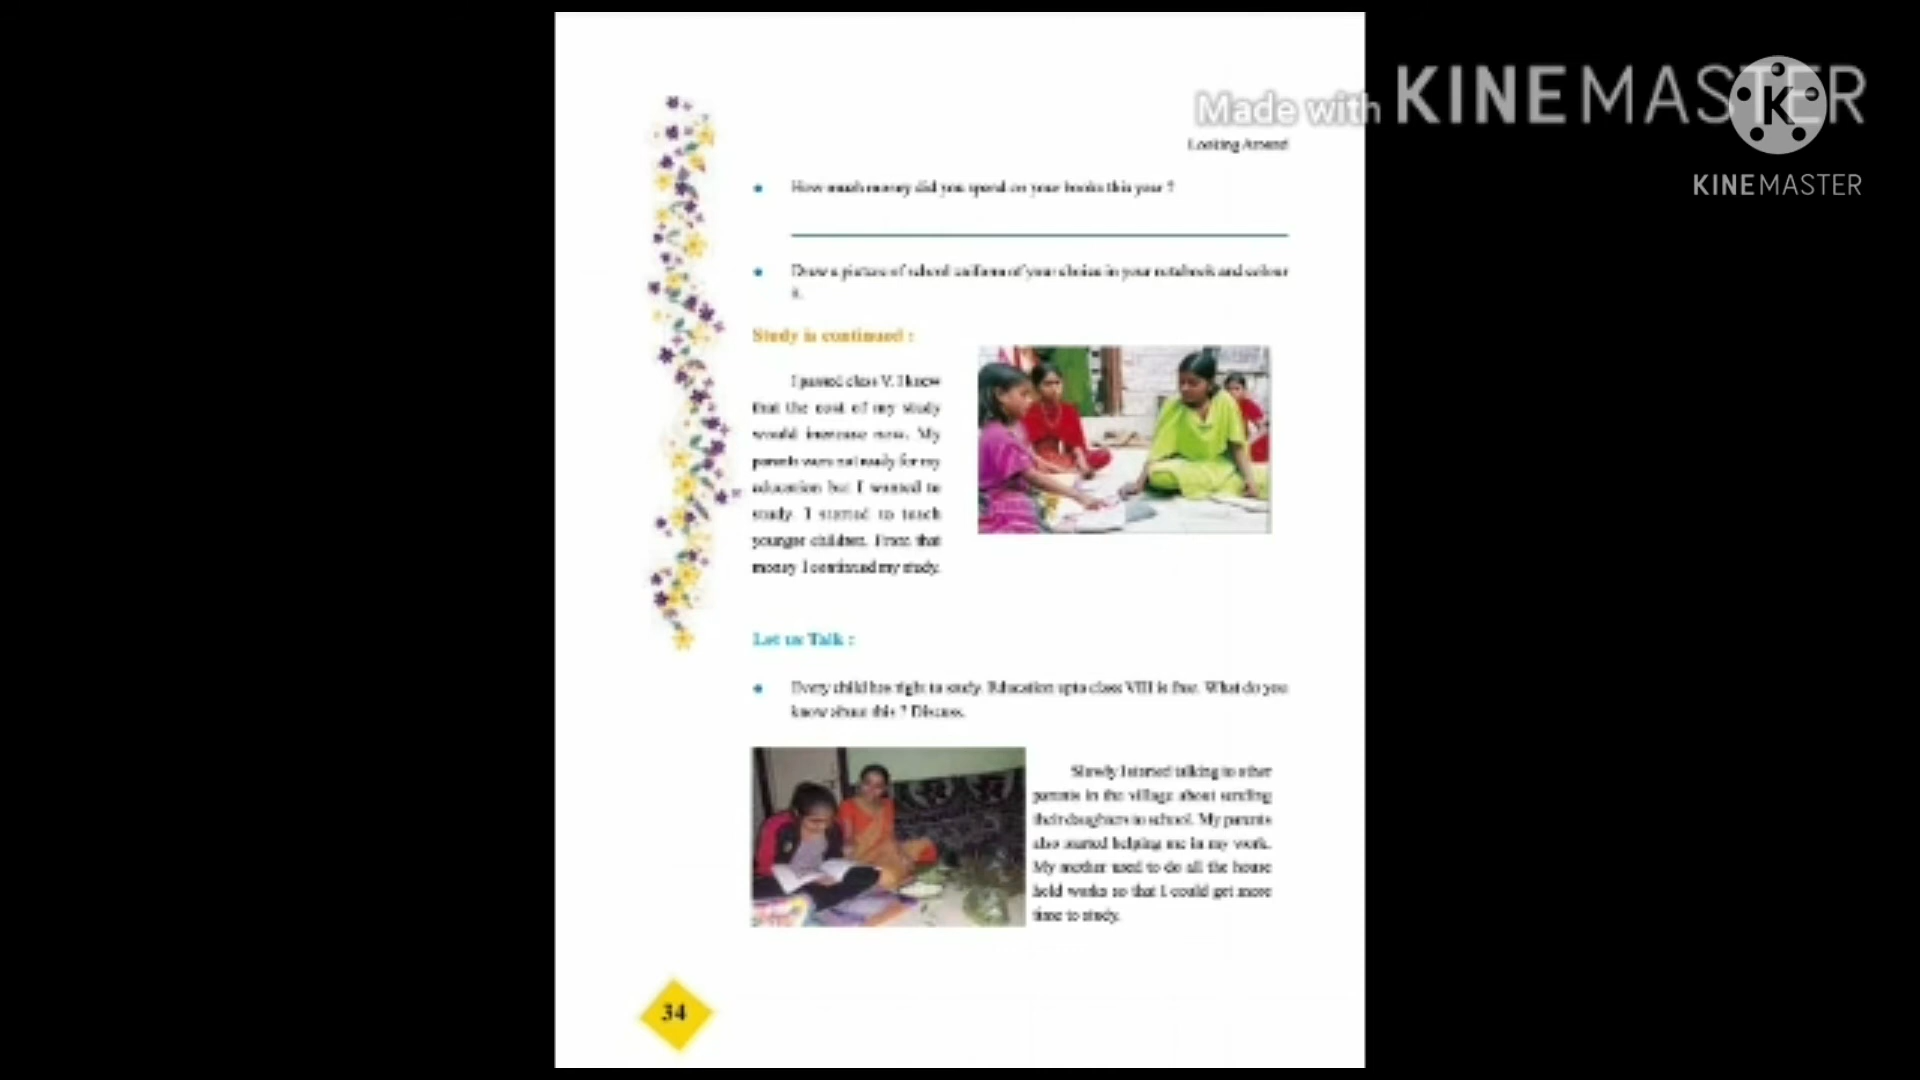 Made with KINEMASTER
K
KINEMASTER
Looking Around
How much money did you spend on your books this year ?
Draw a picture of school uniform of your choice in your notebook and colour
it.
Study is continued :
I passed class V. I knew
that the cost of my study
would increase now. My
parents were not ready for my
education but I wanted to
study. I started to teach
younger children. From that
money I continued my study.
Let us Talk :
Every child has right to study. Education upto class VIII is free. What do you
know about this ? Discuss.
Slowly I started talking to other
parents in the village about sending
their daughters to school. My parents
also started helping me in my work.
My mother used to do all the house
hold works so that I could get more
time to study.
34